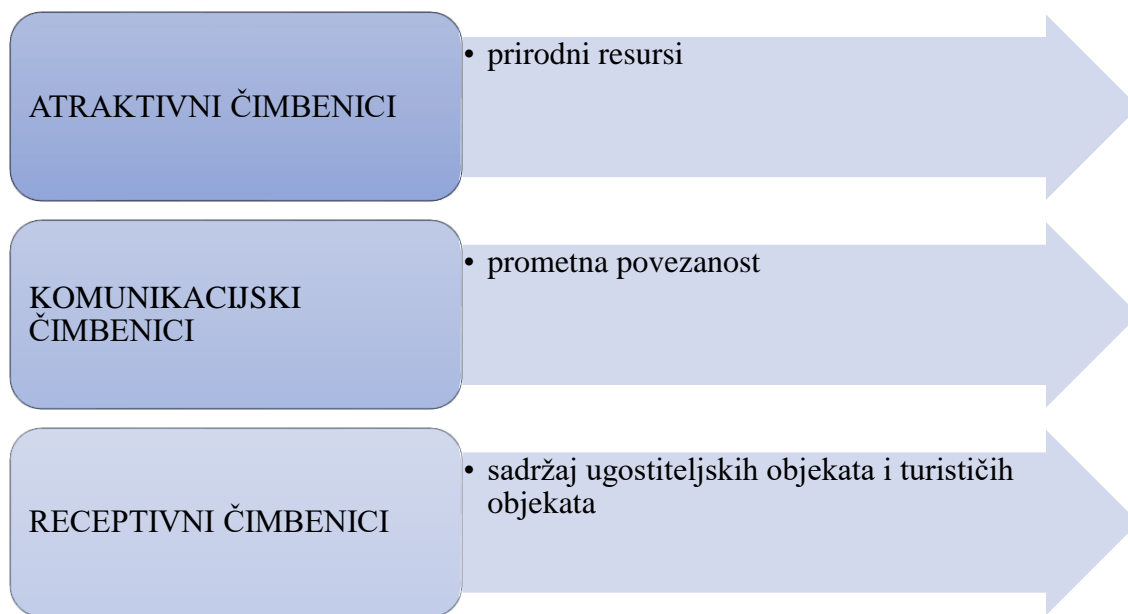 ATRAKTIVNI ČIMBENICI
• prirodni resursi
KOMUNIKACIJSKI
ČIMBENICI
• prometna povezanost
RECEPTIVNI ČIMBENICI
• sadržaj ugostiteljskih objekata i turističih
objekata